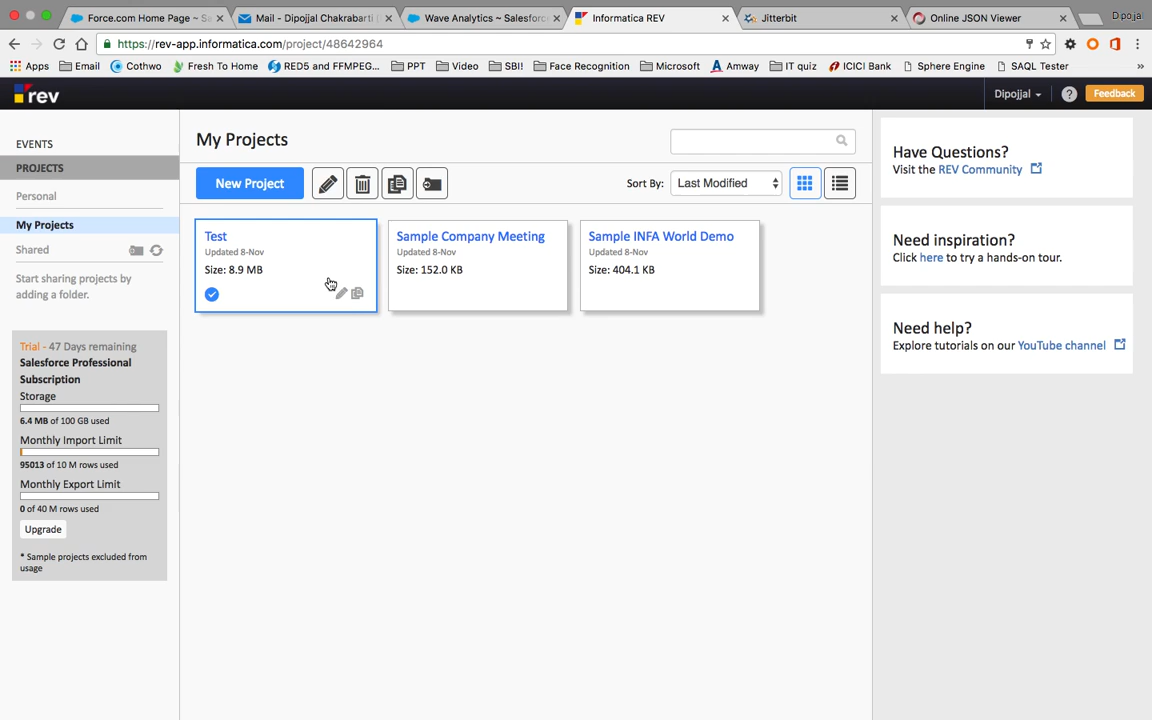 Force.com Home Page ~ Sa
Mail - Dipojjal Chakrabarti
Wave Analytics ~ Salesforc
Informatica REV
Jitterbit
Online JSON Viewer
Dipojjal
https://rev-app.informatica.com/project/48642964
Apps
Email
Cothwo
Fresh To Home
RED5 and FFMPEG...
PPT
Video
SBI!
Face Recognition
Microsoft
Amway
IT quiz
ICICI Bank
Sphere Engine
SAQL Tester
»
rev
Dipojjal
?
Feedback
EVENTS
PROJECTS
Personal
My Projects
Shared
Start sharing projects by
adding a folder.
Trial - 47 Days remaining
Salesforce Professional
Subscription
Storage
6.4 MB of 100 GB used
Monthly Import Limit
95013 of 10 M rows used
Monthly Export Limit
0 of 40 M rows used
Upgrade
* Sample projects excluded from
usage
My Projects
New Project
Sort By: Last Modified
Test
Updated 8-Nov
Size: 8.9 MB
Sample Company Meeting
Updated 8-Nov
Size: 152.0 KB
Sample INFA World Demo
Updated 8-Nov
Size: 404.1 KB
Have Questions?
Visit the REV Community
Need inspiration?
Click here to try a hands-on tour.
Need help?
Explore tutorials on our YouTube channel